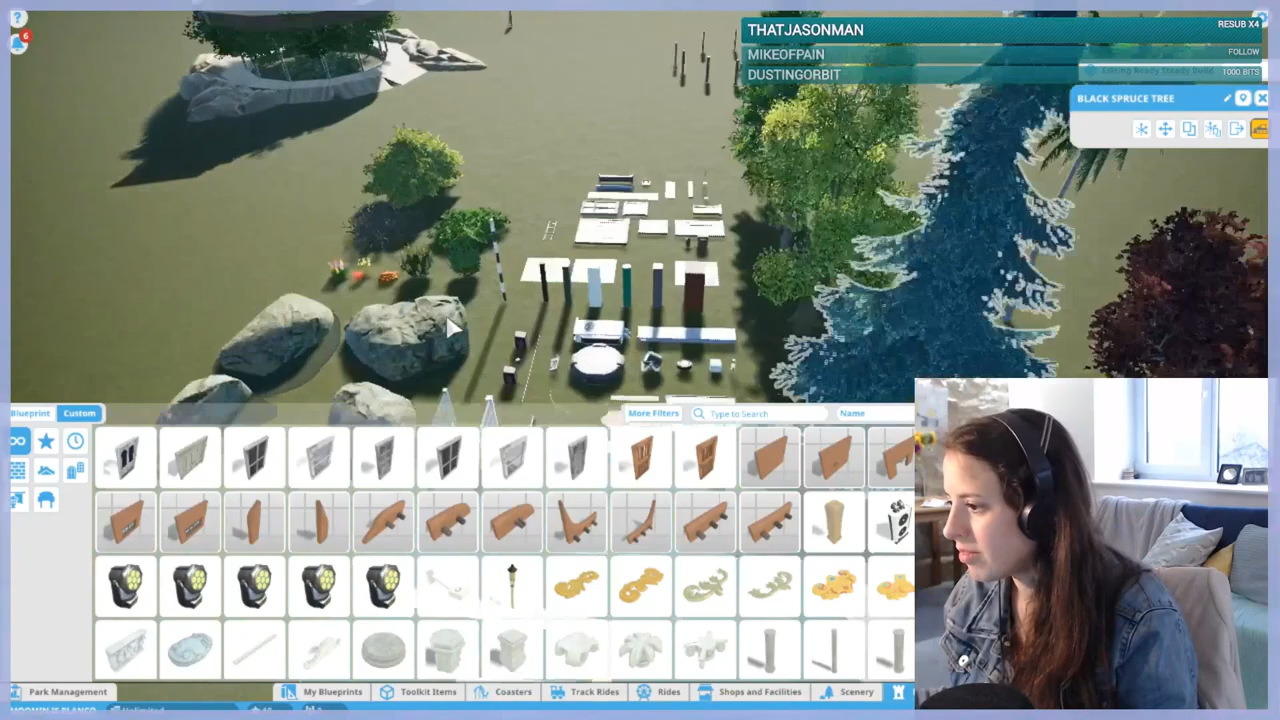 ?
6
THATJASONMAN
RESUB X4
MIKEOFPAIN
FOLLOW
DUSTINGORBIT
1000 BITS
BLACK SPRUCE TREE
Blueprint
Custom
More Filters
Type to Search
Name
Park Management
My Blueprints
Toolkit Items
Coasters
Track Rides
Rides
Shops and Facilities
Scenery